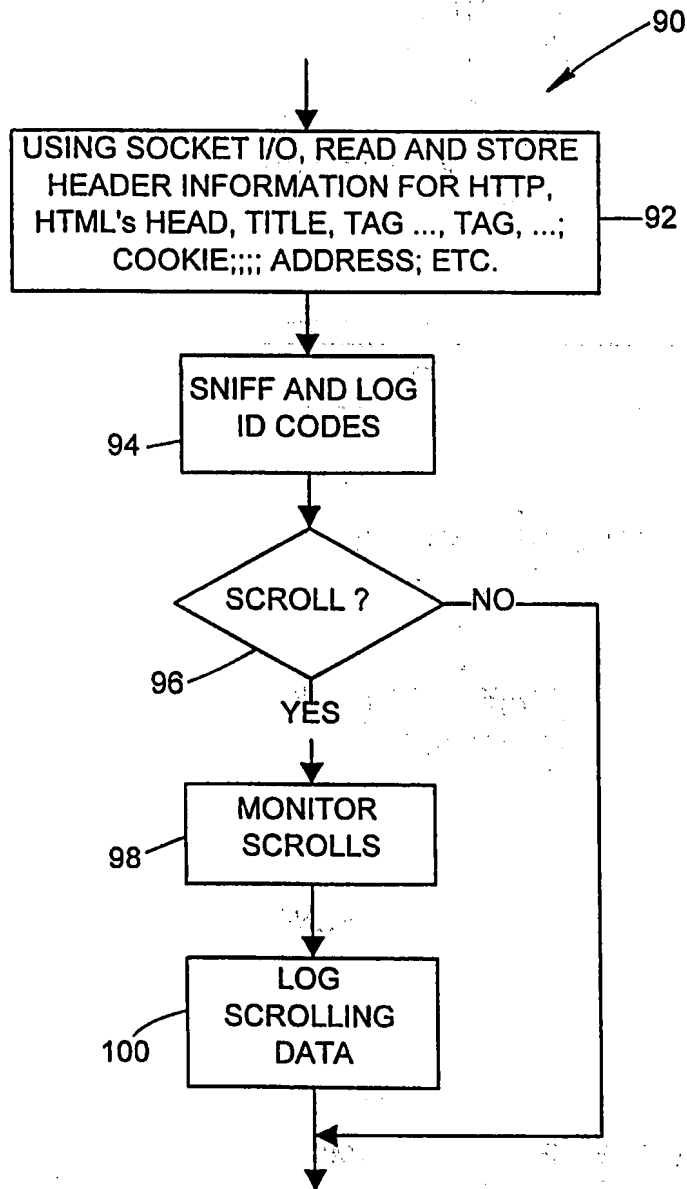 90
USING SOCKET I/O, READ AND STORE
HEADER INFORMATION FOR HTTP,
HTML's HEAD, TITLE, TAG ..., TAG, ...;
COOKIE;;;; ADDRESS; ETC.
92
SNIFF AND LOG
ID CODES
94
SCROLL ?
NO
96
YES
MONITOR
SCROLLS
98
LOG
SCROLLING
DATA
100